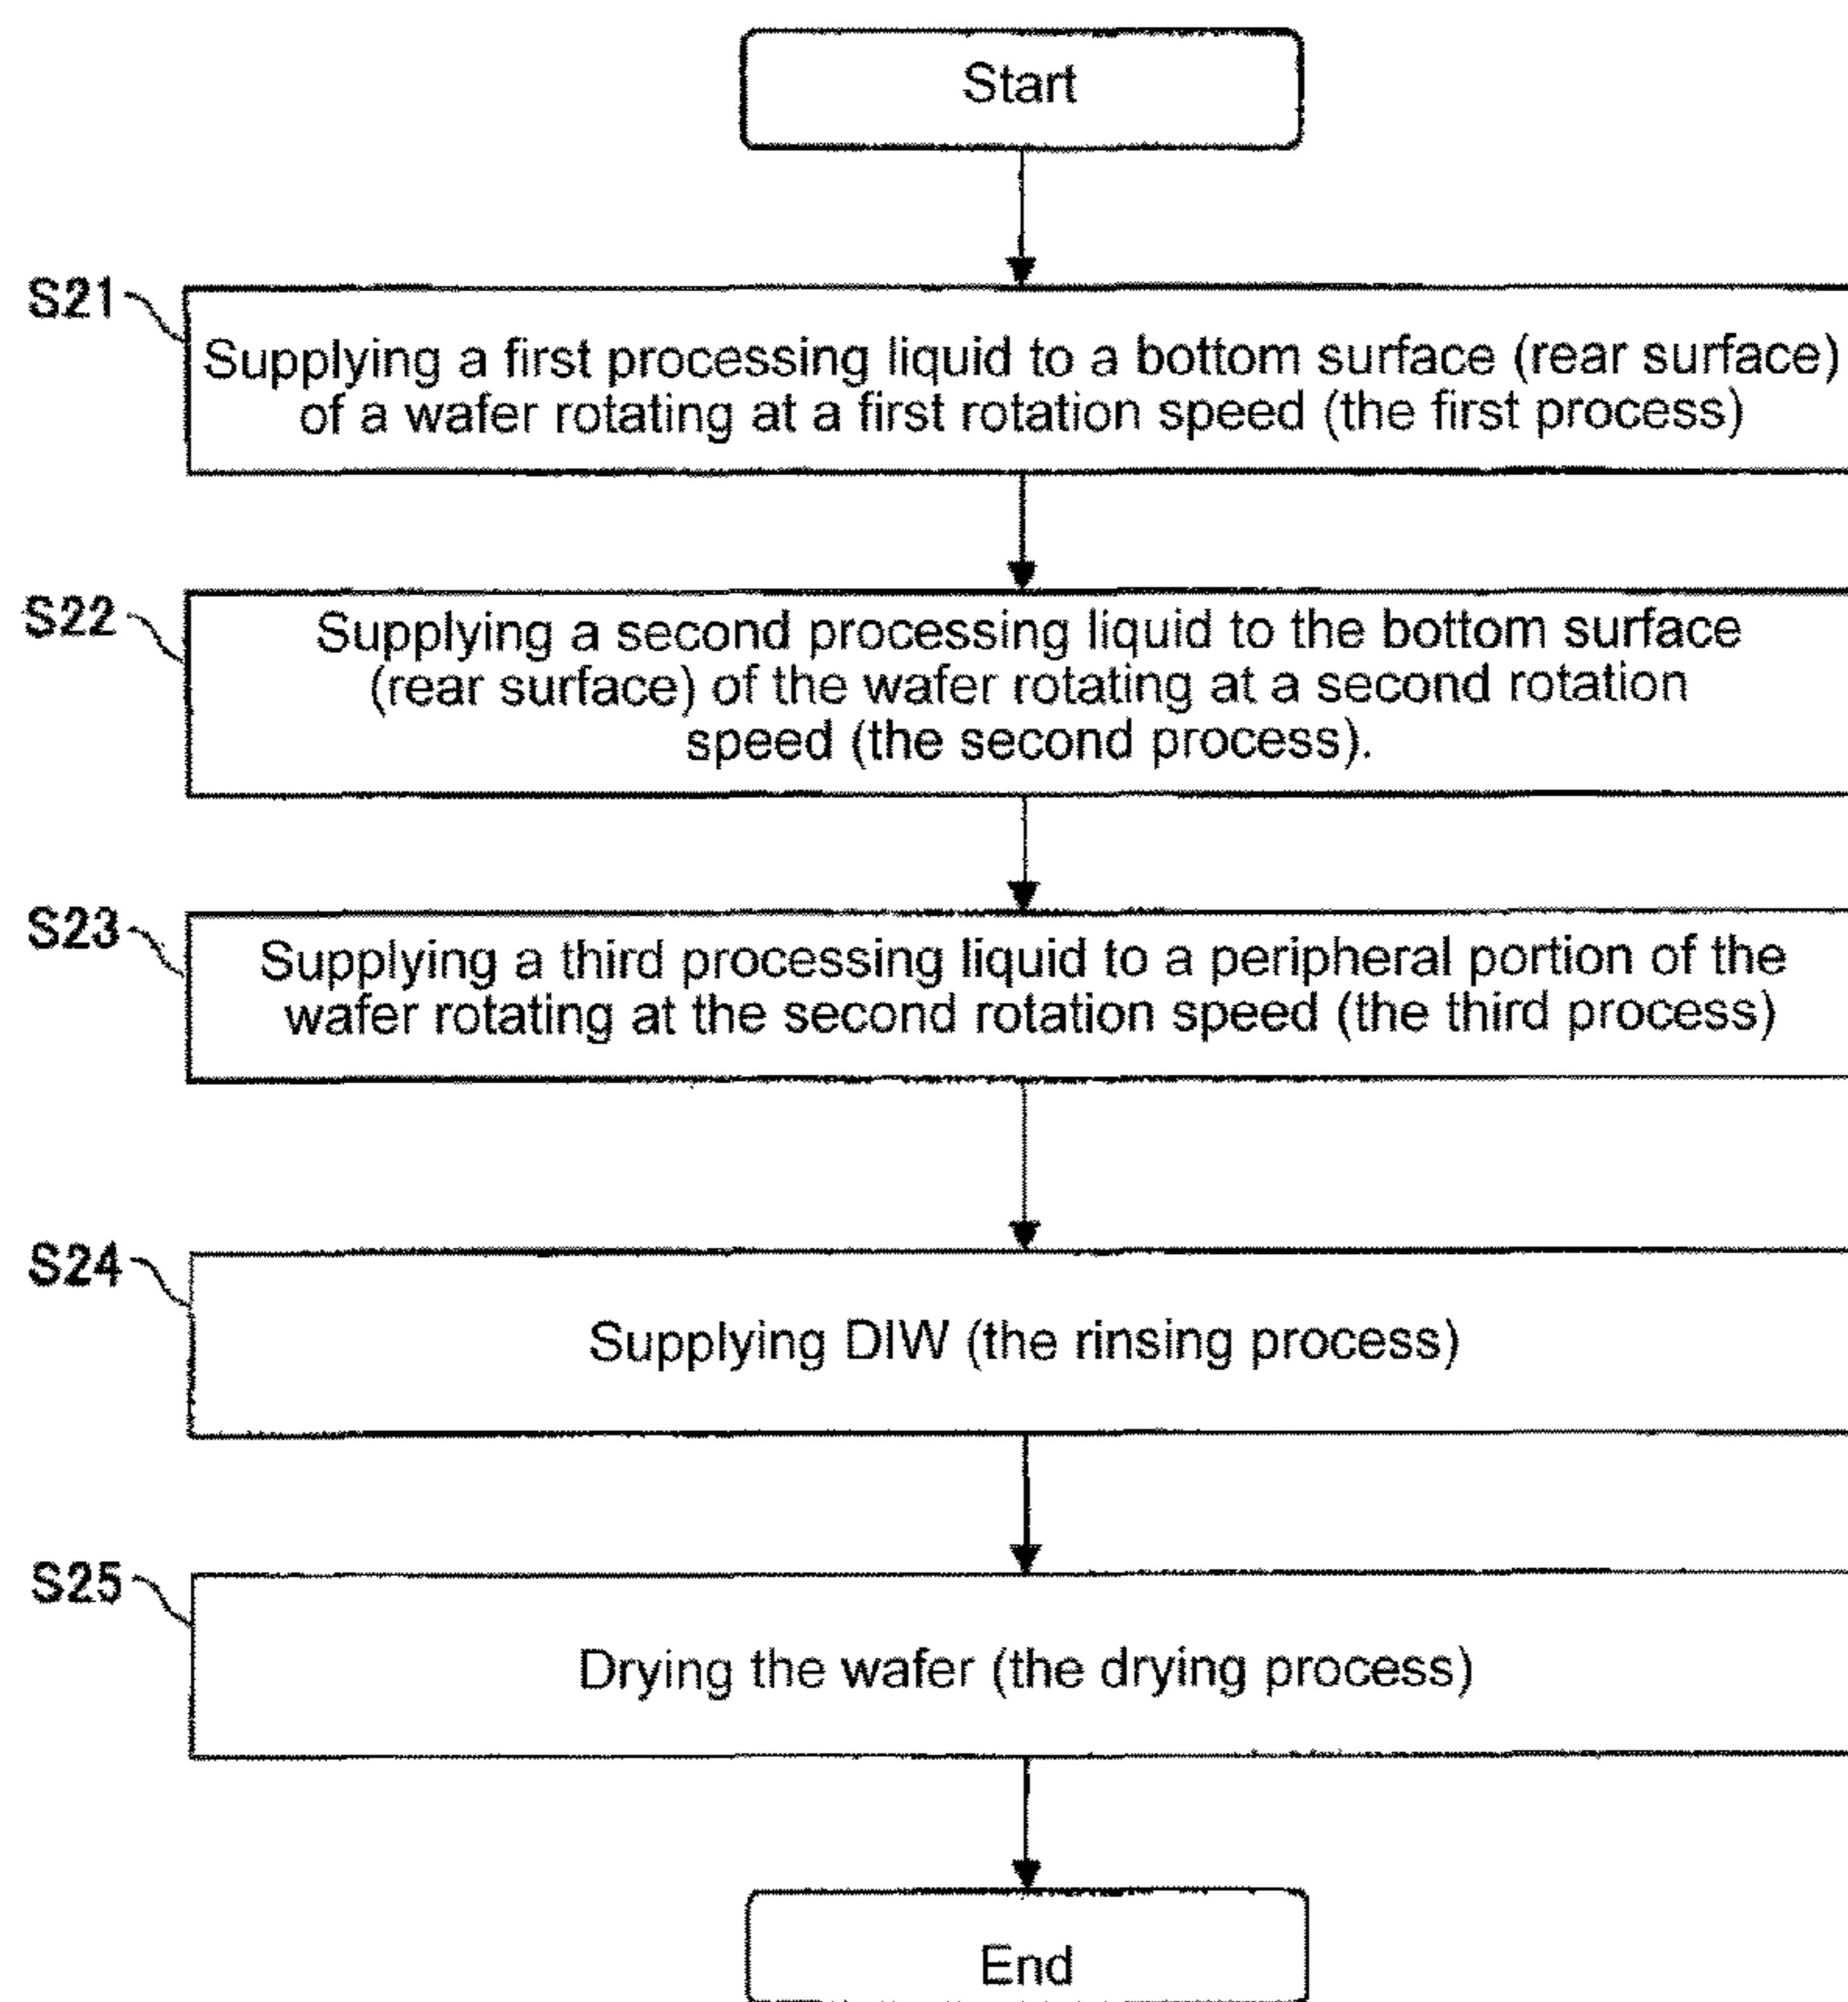 Start
S21
Supplying a first processing liquid to a bottom surface (rear surface)
of a wafer rotating at a first rotation speed (the first process)
S22
Supplying a second processing liquid to the bottom surface
(rear surface) of the wafer rotating at a second rotation
speed (the second process).
S23
Supplying a third processing liquid to a peripheral portion of the
wafer rotating at the second rotation speed (the third process)
S24
Supplying DIW (the rinsing process)
S25
Drying the wafer (the drying process)
End